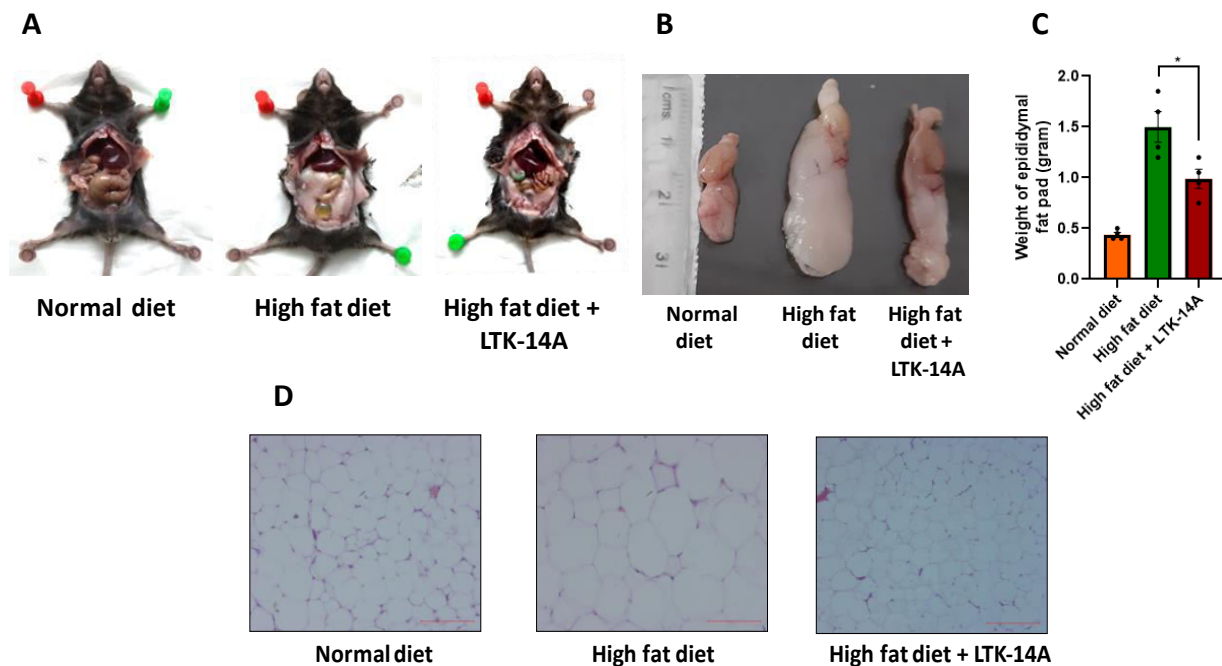 A
Normal diet
High fat diet
High fat diet +
LTK-14A
B
cms.
1
2
3
Normal
diet
High fat
diet
High fat
diet +
LTK-14A
C
*
Weight of epididymal
fat pad (gram)
2.0
1.5
1.0
0.5
0.0
Normal diet
High fat diet
High fat diet + LTK-14A
D
Normal diet
High fat diet
High fat diet + LTK-14A